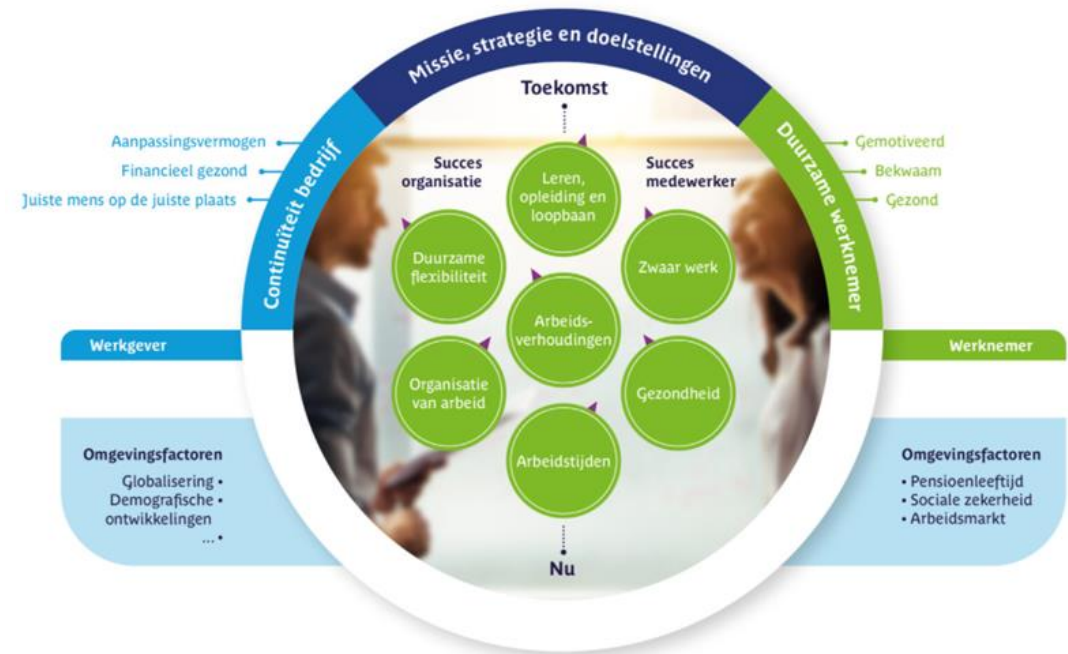 Missie, strategie en doelstellingen
Continuïteit bedrijf
Duurzame werknemer
Toekomst
Aanpassingsvermogen
Financieel gezond
Juiste mens op de juiste plaats
Gemotiveerd
Bekwaam
Gezond
Succes
organisatie
Succes
medewerker
Leren,
opleiding en
loopbaan
Duurzame
flexibiliteit
Zwaar werk
Arbeids-
verhoudingen
Organisatie
van arbeid
Gezondheid
Arbeidstijden
Nu
Werkgever
Werknemer
Omgevingsfactoren
Globalisering •
Demografische •
ontwikkelingen
... •
Omgevingsfactoren
• Pensioenleeftijd
• Sociale zekerheid
• Arbeidsmarkt